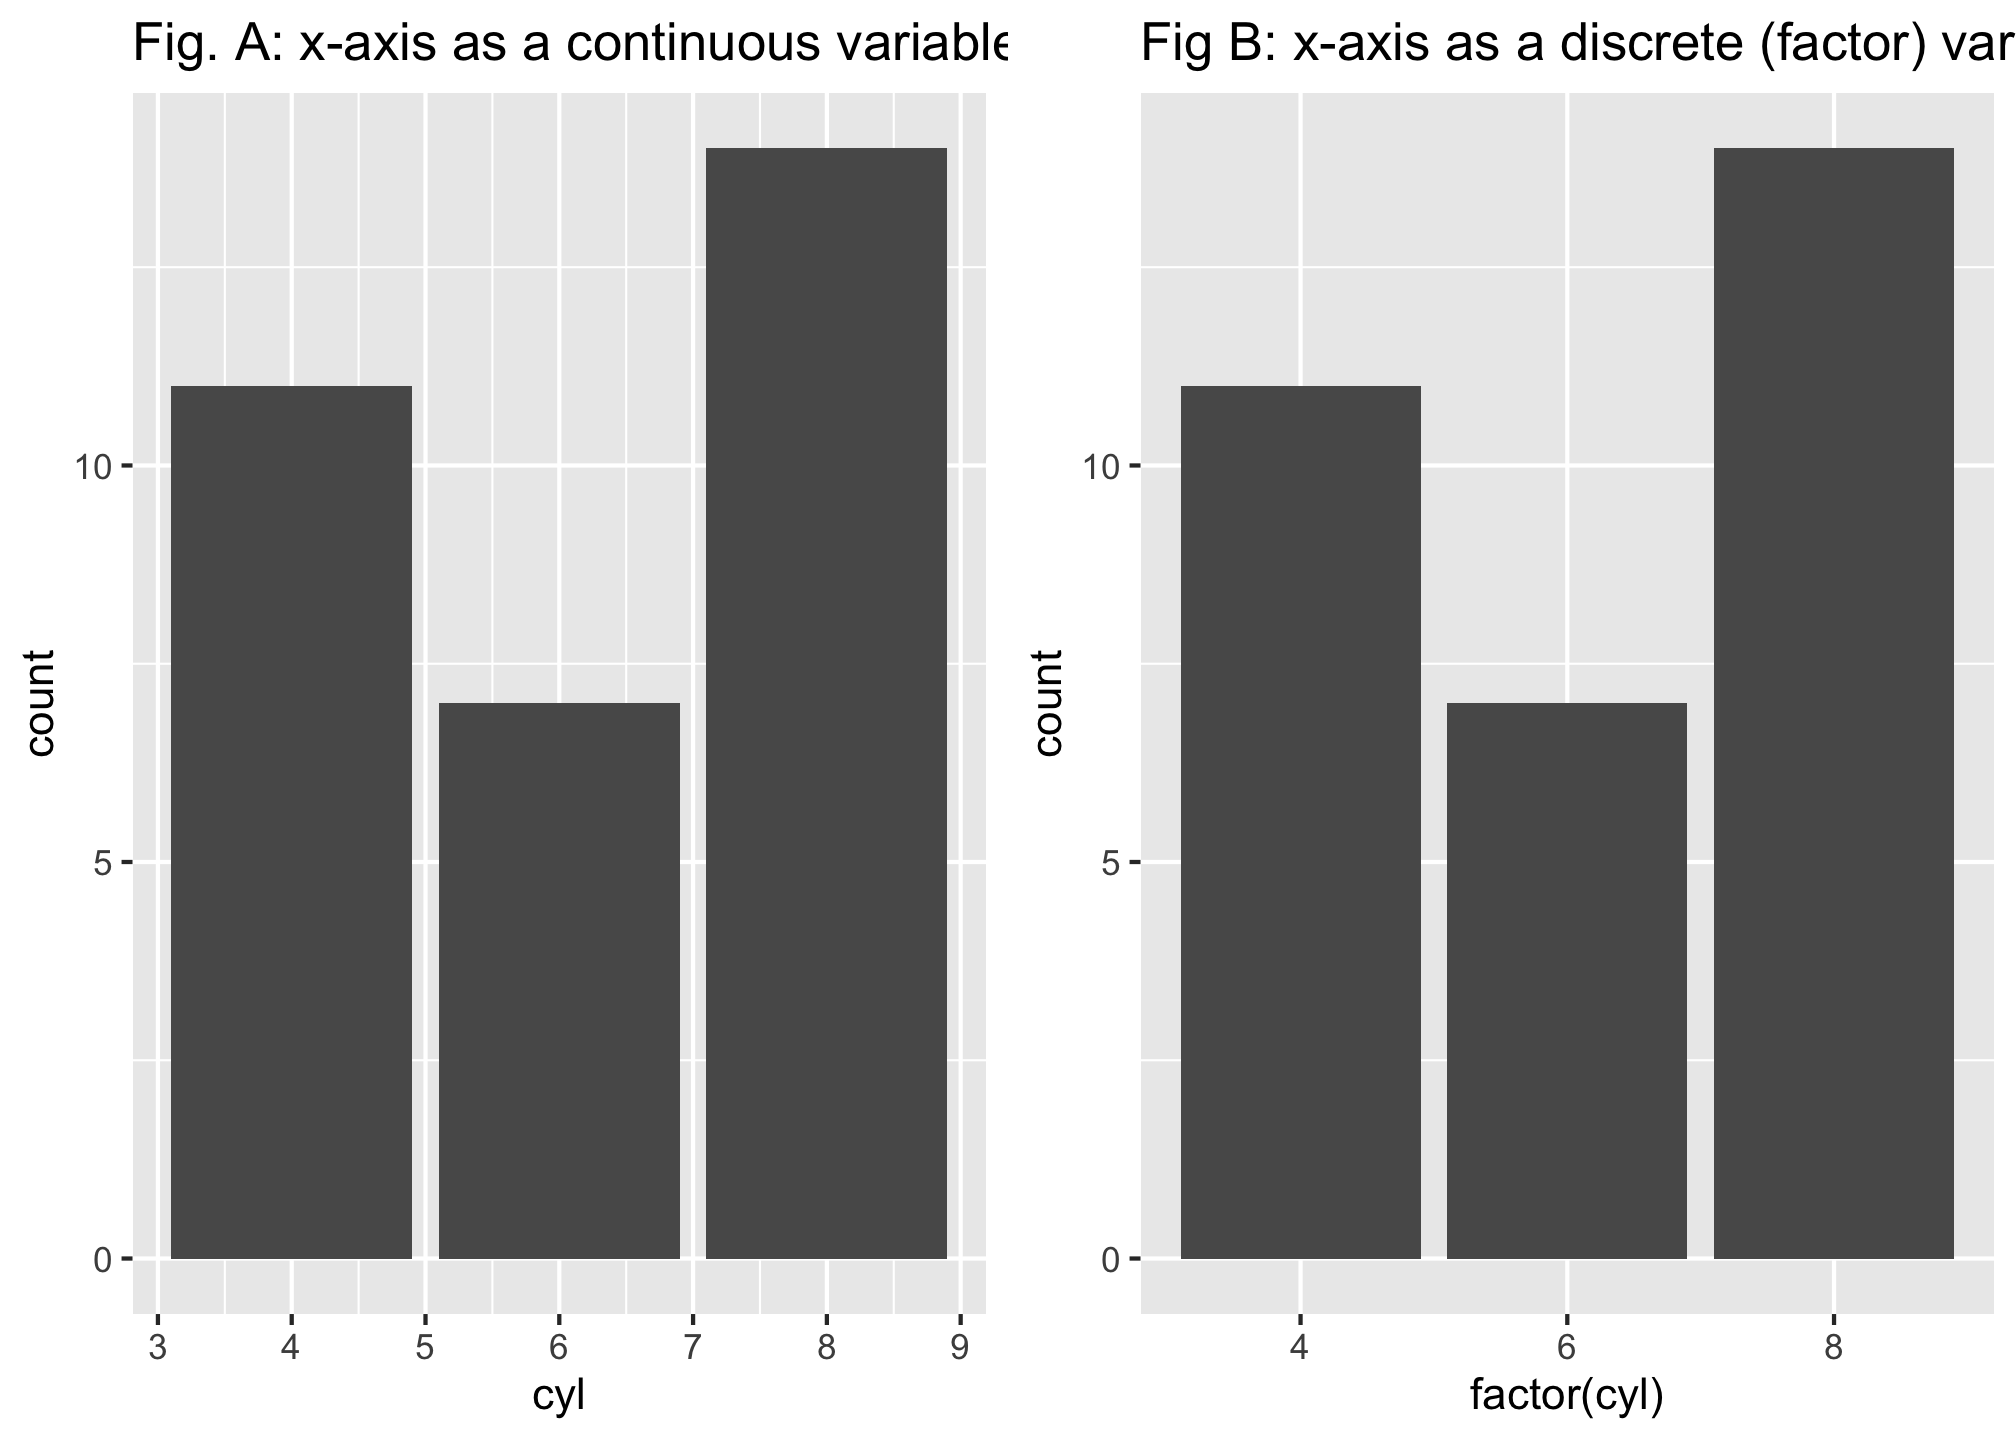 Fig. A: x-axis as a continuous variable
count
10
5
0
3 4 5 6 7 8 9
cyl
Fig B: x-axis as a discrete (factor) var
count
10
5
0
4 6 8
factor(cyl)